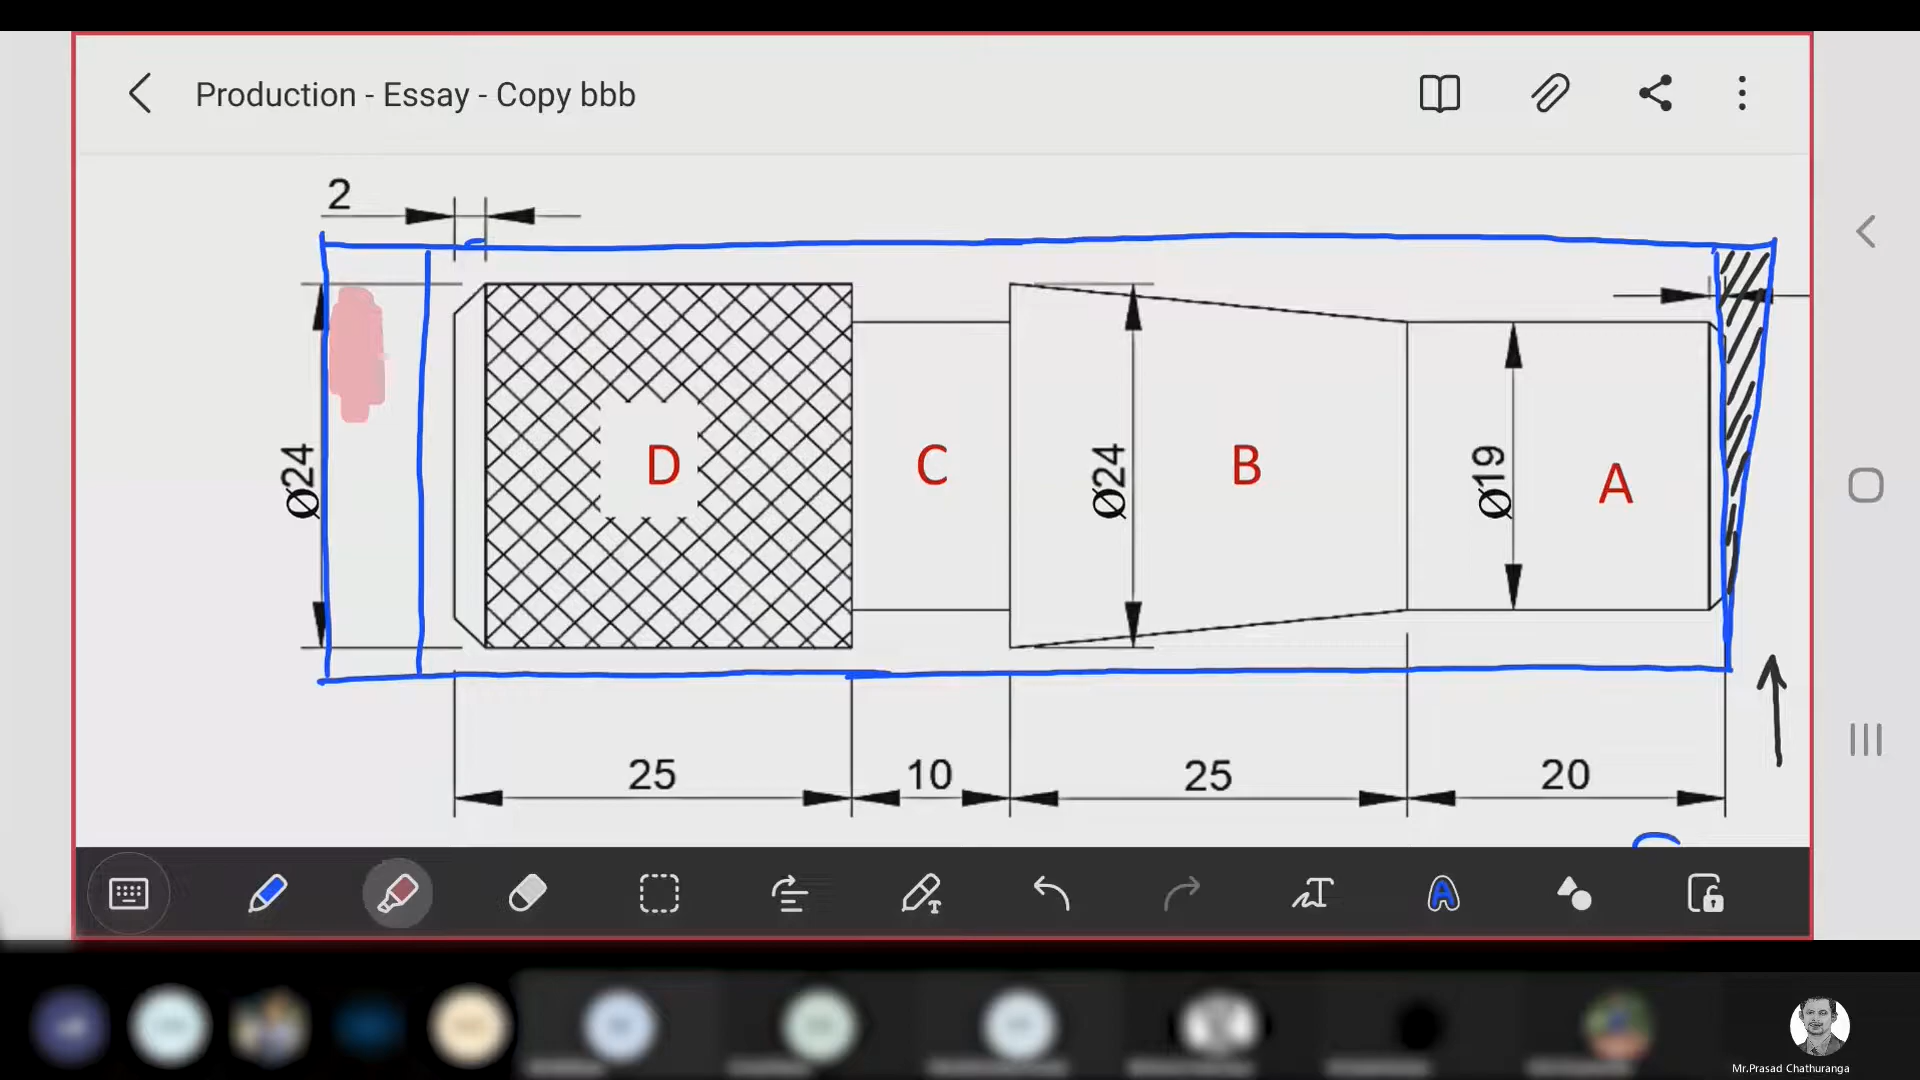 Production - Essay - Copy bbb
2
Ø24
D
C
Ø24
B
Ø19
A
25
10
25
20
T
T
A
Mr.Prasad Chathuranga